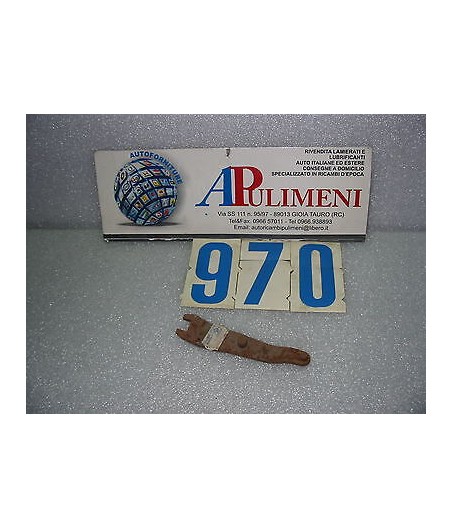 AUTOFORNITURE
APULIMENI
RIVENDITA LAMIERATI E
LUBRIFICANTI
AUTO ITALIANE ED ESTERE
CONSEGNE A DOMICILIO
SPECIALIZZATO IN RICAMBI D'EPOCA
Via SS 111 n. 95/97 - 89013 GIOIA TAURO (RC)
Tel&Fax: 0966 57011 - Tel 0966.938893
Email: autoricambipulimeni@libero.it
970